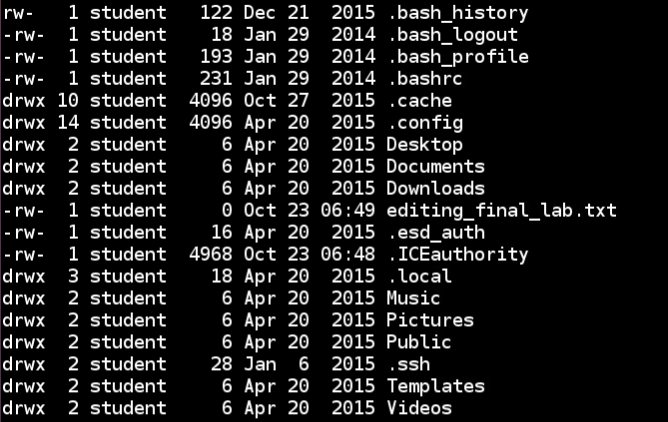 rw-   1 student    122 Dec 21  2015 .bash_history
-rw-  1 student     18 Jan 29  2014 .bash_logout
-rw-  1 student    193 Jan 29  2014 .bash_profile
-rw-  1 student    231 Jan 29  2014 .bashrc
drwx 10 student   4096 Oct 27  2015 .cache
drwx 14 student   4096 Apr 20  2015 .config
drwx  2 student      6 Apr 20  2015 Desktop
drwx  2 student      6 Apr 20  2015 Documents
drwx  2 student      6 Apr 20  2015 Downloads
-rw-  1 student      0 Oct 23 06:49 editing_final_lab.txt
-rw-  1 student     16 Apr 20  2015 .esd_auth
-rw-  1 student   4968 Oct 23 06:48 .ICEauthority
drwx  3 student     18 Apr 20  2015 .local
drwx  2 student      6 Apr 20  2015 Music
drwx  2 student      6 Apr 20  2015 Pictures
drwx  2 student      6 Apr 20  2015 Public
drwx  2 student     28 Jan  6  2015 .ssh
drwx  2 student      6 Apr 20  2015 Templates
drwx  2 student      6 Apr 20  2015 Videos